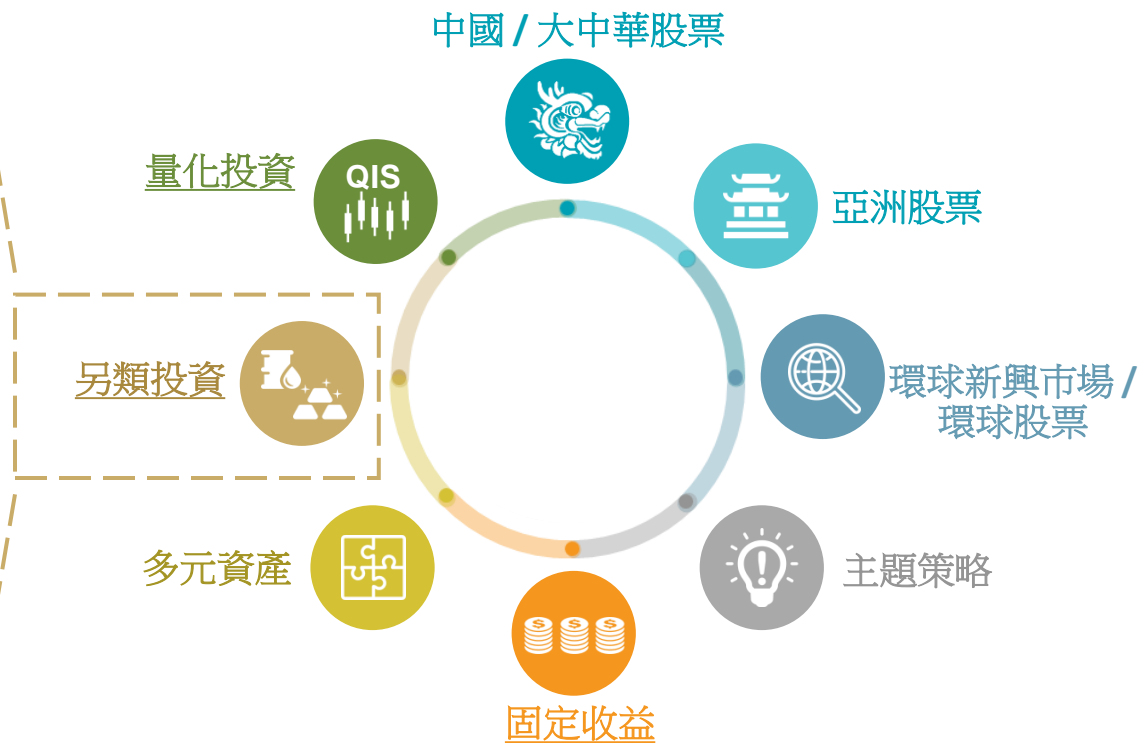 中國 / 大中華股票
量化投資
QIS
亞洲股票
另類投資
環球新興市場 /
環球股票
多元資產
主題策略
$ $ $
固定收益